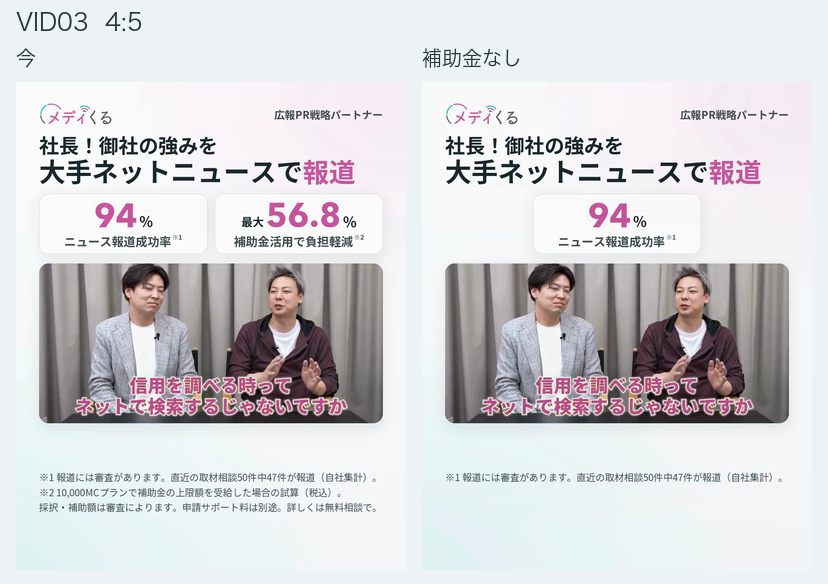 VID03 4:5
今
メディくる
広報PR戦略パートナー
社長！御社の強みを
大手ネットニュースで報道
94%
ニュース報道成功率※1
最大56.8%
補助金活用で負担軽減※2
信用を調べる時って
ネットで検索するじゃないですか
※1 報道には審査があります。直近の取材相談50件中47件が報道（自社集計）。
※2 10,000MCプランで補助金の上限額を受給した場合の試算（税込）。
採択・補助額は審査によります。申請サポート料は別途。詳しくは無料相談で。
補助金なし
メディくる
広報PR戦略パートナー
社長！御社の強みを
大手ネットニュースで報道
94%
ニュース報道成功率※1
信用を調べる時って
ネットで検索するじゃないですか
※1 報道には審査があります。直近の取材相談50件中47件が報道（自社集計）。